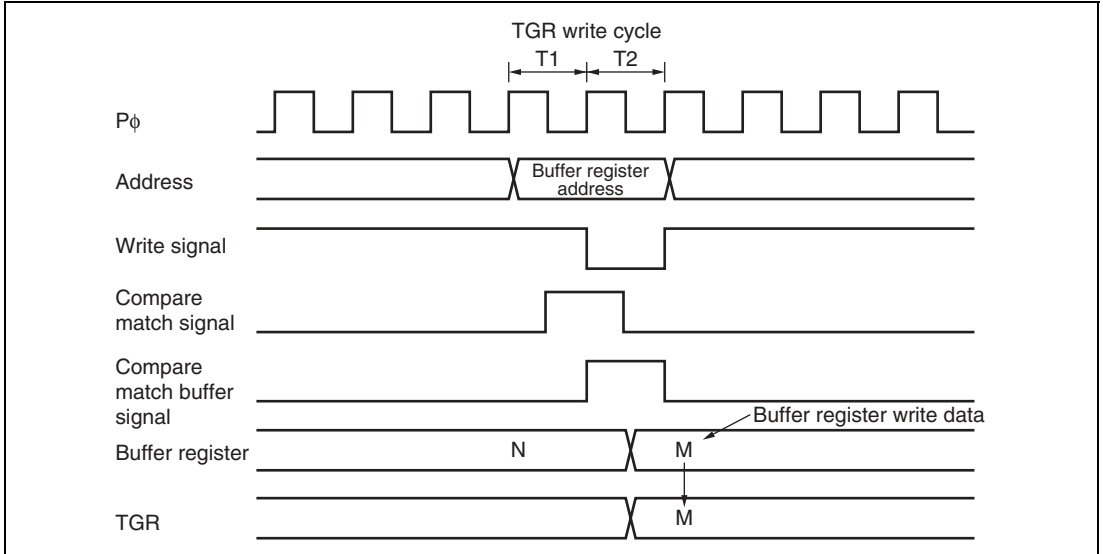 TGR write cycle
T1 T2
Pϕ
Address
Buffer register
address
Write signal
Compare
match signal
Compare
match buffer
signal
Buffer register write data
Buffer register
N M
TGR
M